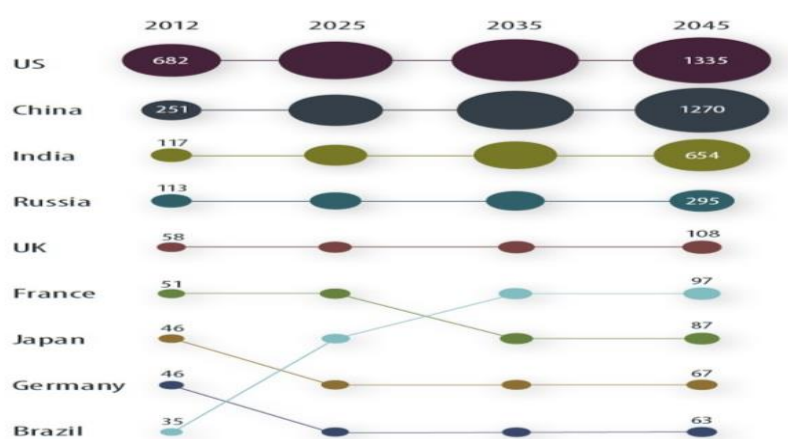 2012 2025 2035 2045
US 682 1335
China 251 1270
India 117 654
Russia 113 295
UK 58 108
France 51 97
Japan 46 87
Germany 46 67
Brazil 35 63